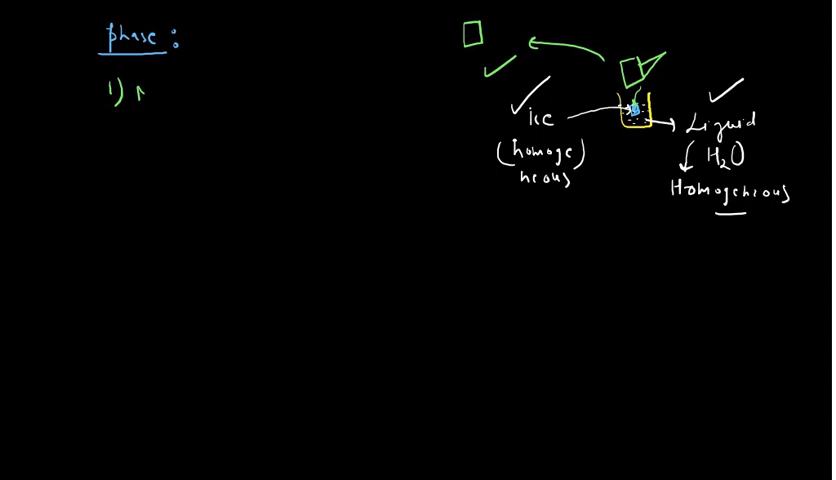 phase :
1)
ice
(homoge)
neous
Liquid
H2O
Homogenious